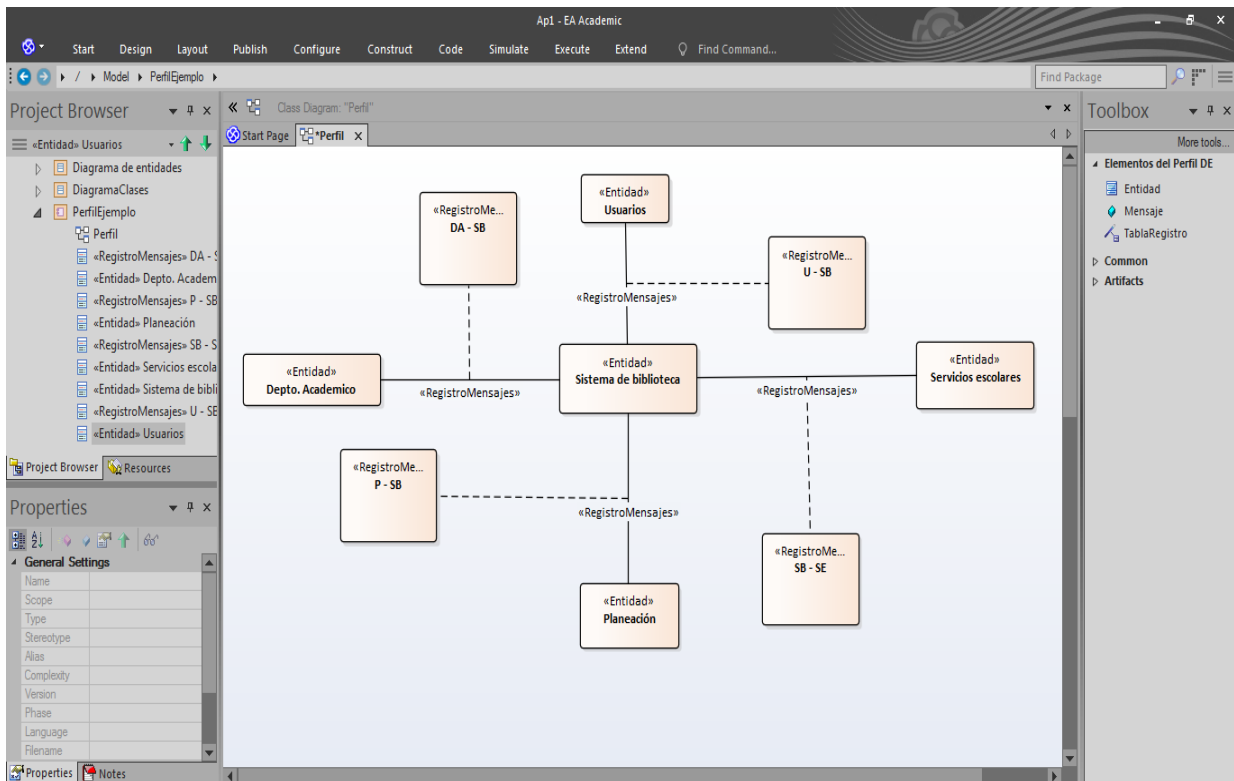 Ap1 - EA Academic
Start Design Layout Publish Configure Construct Code Simulate Execute Extend Find Command...
/ Model PerfilEjemplo
Find Package
Project Browser
«Entidad» Usuarios
Diagrama de entidades
DiagramaClases
PerfilEjemplo
Perfil
«RegistroMensajes» DA - S
«Entidad» Depto. Academ
«RegistroMensajes» P - SB
«Entidad» Planeación
«RegistroMensajes» SB - S
«Entidad» Servicios escola
«Entidad» Sistema de bibli
«RegistroMensajes» U - SB
«Entidad» Usuarios
Project Browser Resources
Properties
General Settings
Name
Scope
Type
Stereotype
Alias
Complexity
Version
Phase
Language
Filename
Properties Notes
Class Diagram: "Perfil"
Start Page *Perfil x
«RegistroMe...
DA - SB
«Entidad»
Usuarios
«RegistroMe...
U - SB
«RegistroMensajes»
«Entidad»
Depto. Academico
«RegistroMensajes»
«Entidad»
Sistema de biblioteca
«RegistroMensajes»
«Entidad»
Servicios escolares
«RegistroMe...
P - SB
«RegistroMensajes»
«RegistroMe...
SB - SE
«Entidad»
Planeación
Toolbox
More tools...
Elementos del Perfil DE
Entidad
Mensaje
TablaRegistro
Common
Artifacts